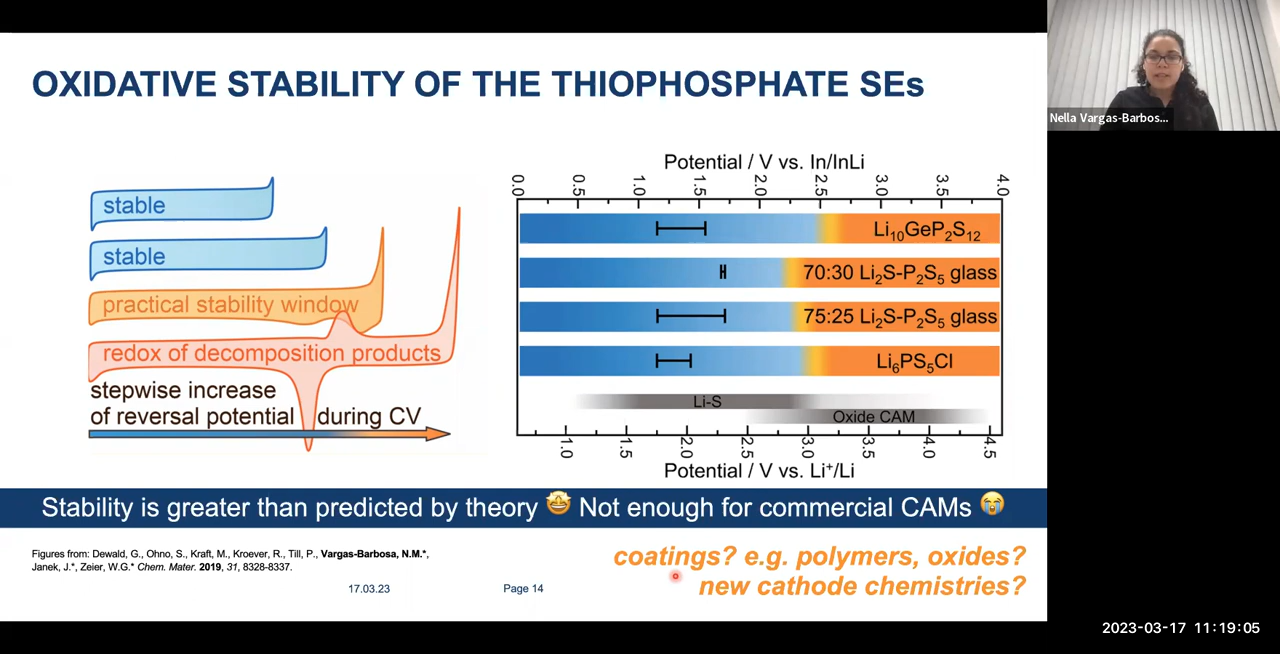 OXIDATIVE STABILITY OF THE THIOPHOSPHATE SEs
Nella Vargas-Barbos...
stable
stable
practical stability window
redox of decomposition products
stepwise increase
of reversal potential during CV
Potential / V vs. In/InLi
0.0 0.5 1.0 1.5 2.0 2.5 3.0 3.5 4.0
Li₁₀GeP₂S₁₂
70:30 Li₂S-P₂S₅ glass
75:25 Li₂S-P₂S₅ glass
Li₆PS₅Cl
Li-S
Oxide CAM
1.0 1.5 2.0 2.5 3.0 3.5 4.0 4.5
Potential / V vs. Li⁺/Li
Stability is greater than predicted by theory 🤩 Not enough for commercial CAMs 😭
Figures from: Dewald, G., Ohno, S., Kraft, M., Kroever, R., Till, P., Vargas-Barbosa, N.M.*,
Janek, J.*, Zeier, W.G.* Chem. Mater. 2019, 31, 8328-8337.
coatings? e.g. polymers, oxides?
new cathode chemistries?
17.03.23
Page 14
2023-03-17 11:19:05